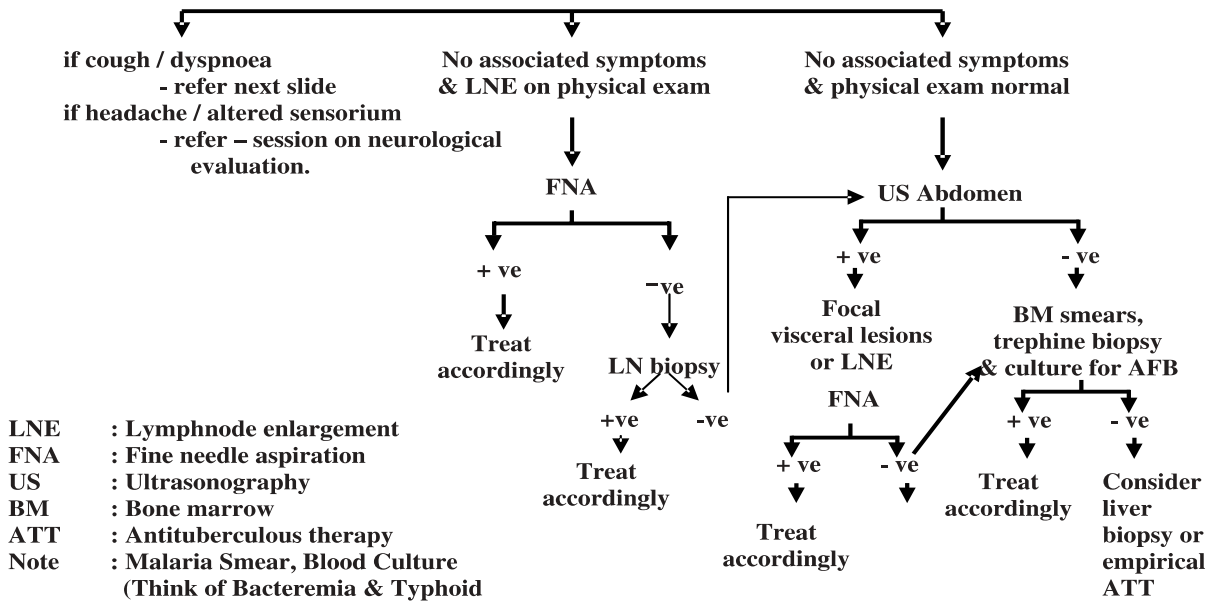 if cough / dyspnoea
- refer next slide
if headache / altered sensorium
- refer – session on neurological
evaluation.
No associated symptoms
& LNE on physical exam
FNA
+ ve
Treat
accordingly
–ve
LN biopsy
+ve
Treat
accordingly
-ve
No associated symptoms
& physical exam normal
US Abdomen
+ ve
Focal
visceral lesions
or LNE
FNA
+ ve
Treat
accordingly
- ve
- ve
BM smears,
trephine biopsy
& culture for AFB
+ ve
Treat
accordingly
- ve
Consider
liver
biopsy or
empirical
ATT
LNE : Lymphnode enlargement
FNA : Fine needle aspiration
US : Ultrasonography
BM : Bone marrow
ATT : Antituberculous therapy
Note : Malaria Smear, Blood Culture
(Think of Bacteremia & Typhoid